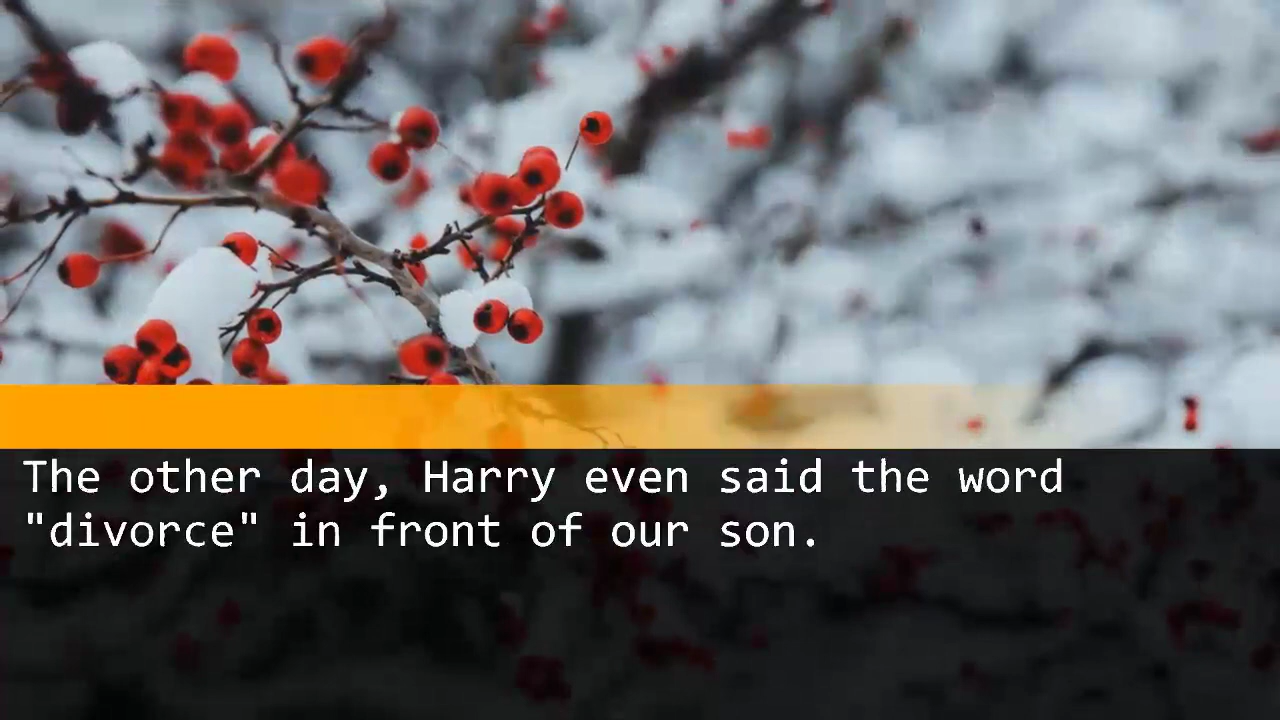 The other day, Harry even said the word
"divorce" in front of our son.